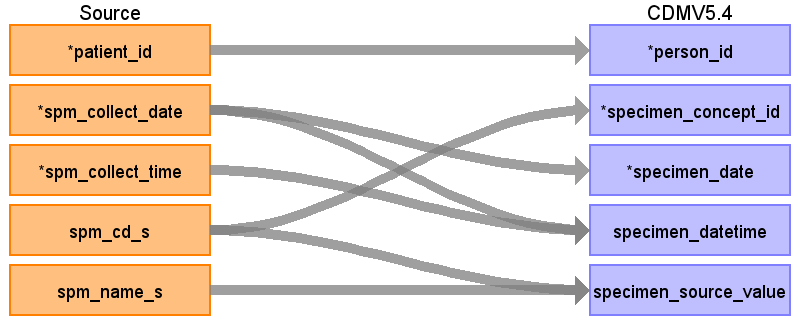 Source
CDMV5.4
*patient_id
*person_id
*spm_collect_date
*specimen_concept_id
*spm_collect_time
*specimen_date
spm_cd_s
specimen_datetime
spm_name_s
specimen_source_value